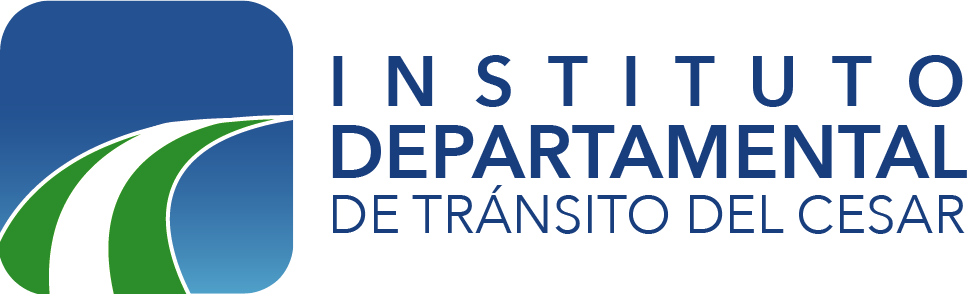 INSTITUTO
DEPARTAMENTAL
DE TRÁNSITO DEL CESAR